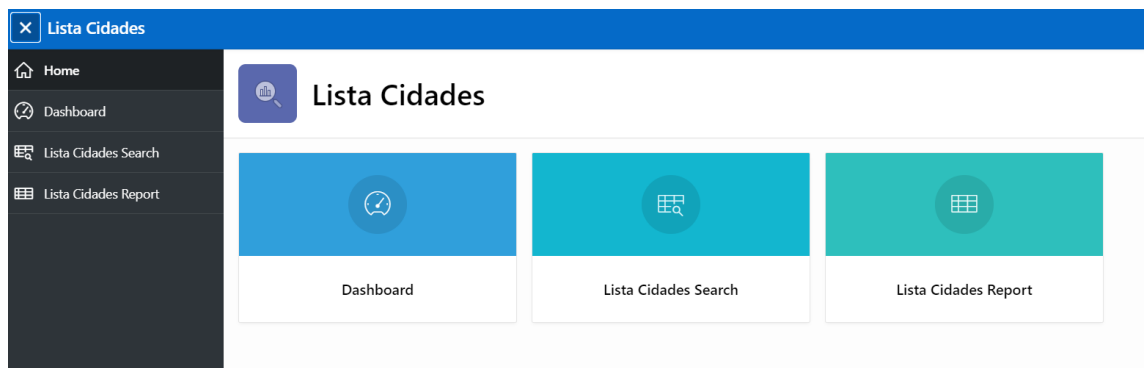 Lista Cidades
Home
Dashboard
Lista Cidades Search
Lista Cidades Report
Lista Cidades
Dashboard
Lista Cidades Search
Lista Cidades Report